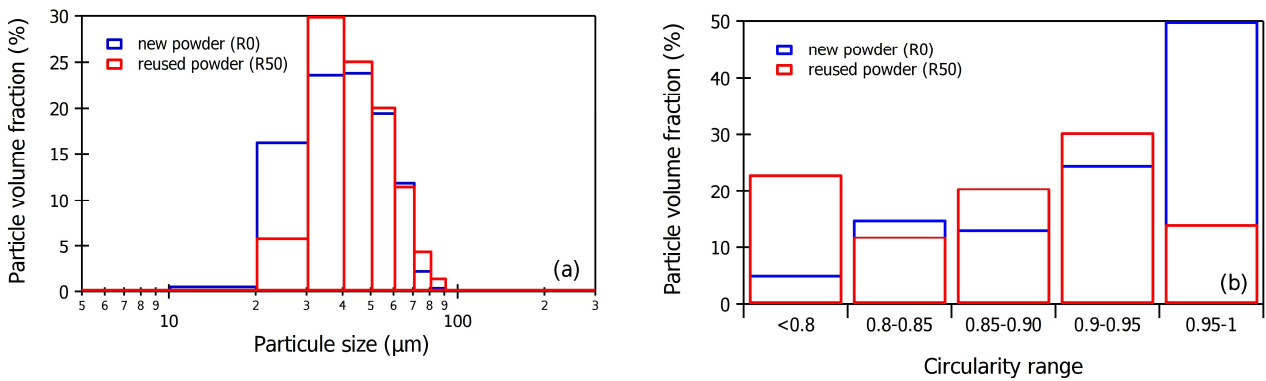 Particle volume fraction (%)
30
25
20
15
10
5
0
new powder (R0)
reused powder (R50)
(a)
5 6 7 8 9 2 3 4 5 6 7 8 9 2 3
10 100
Particule size (µm)
Particle volume fraction (%)
50
40
30
20
10
0
new powder (R0)
reused powder (R50)
(b)
<0.8 0.8-0.85 0.85-0.90 0.9-0.95 0.95-1
Circularity range